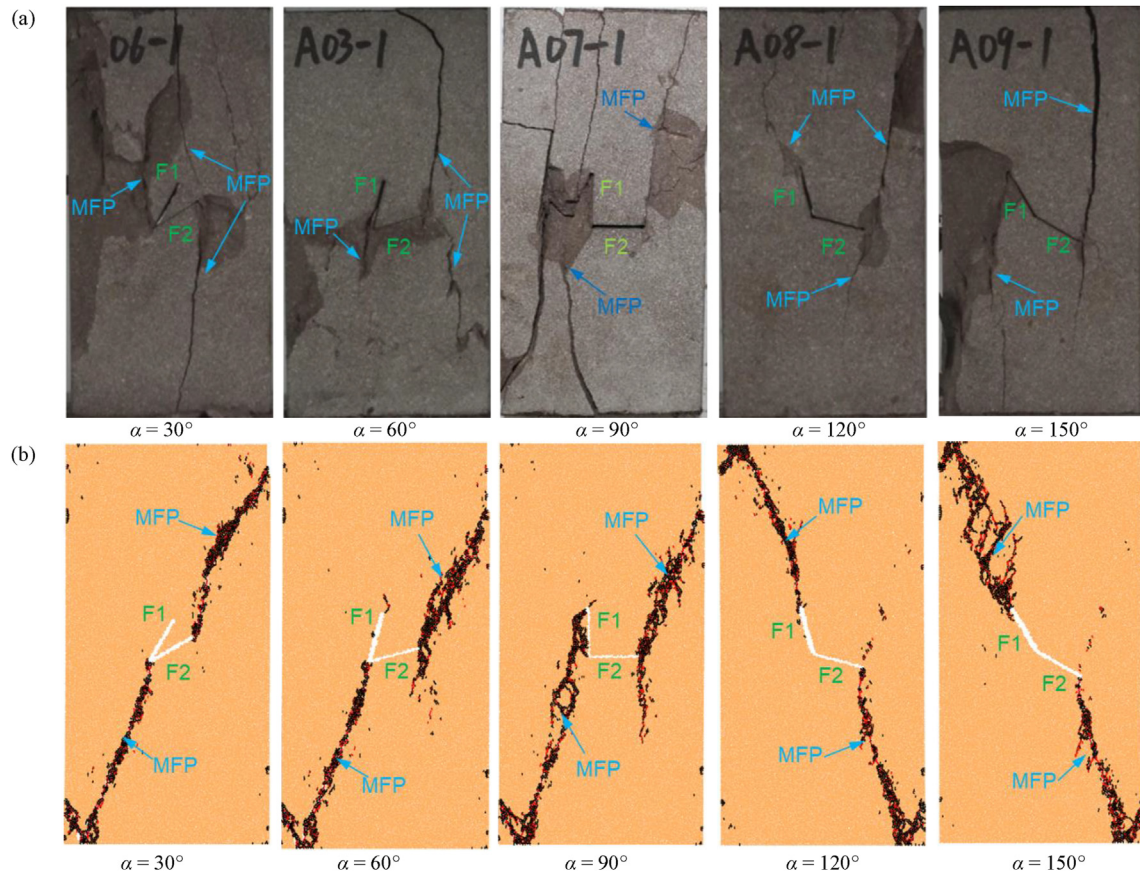 (a)
06-1
A03-1
A07-1
A08-1
A09-1
MFP
MFP
MFP
MFP
F1
F1
F1
F1
F1
MFP
MFP
MFP
F2
F2
F2
F2
F2
MFP
MFP
MFP
α = 30°
α = 60°
α = 90°
α = 120°
α = 150°
(b)
MFP
MFP
MFP
MFP
MFP
F1
F1
F1
F1
F1
F2
F2
F2
F2
F2
MFP
MFP
MFP
MFP
MFP
α = 30°
α = 60°
α = 90°
α = 120°
α = 150°